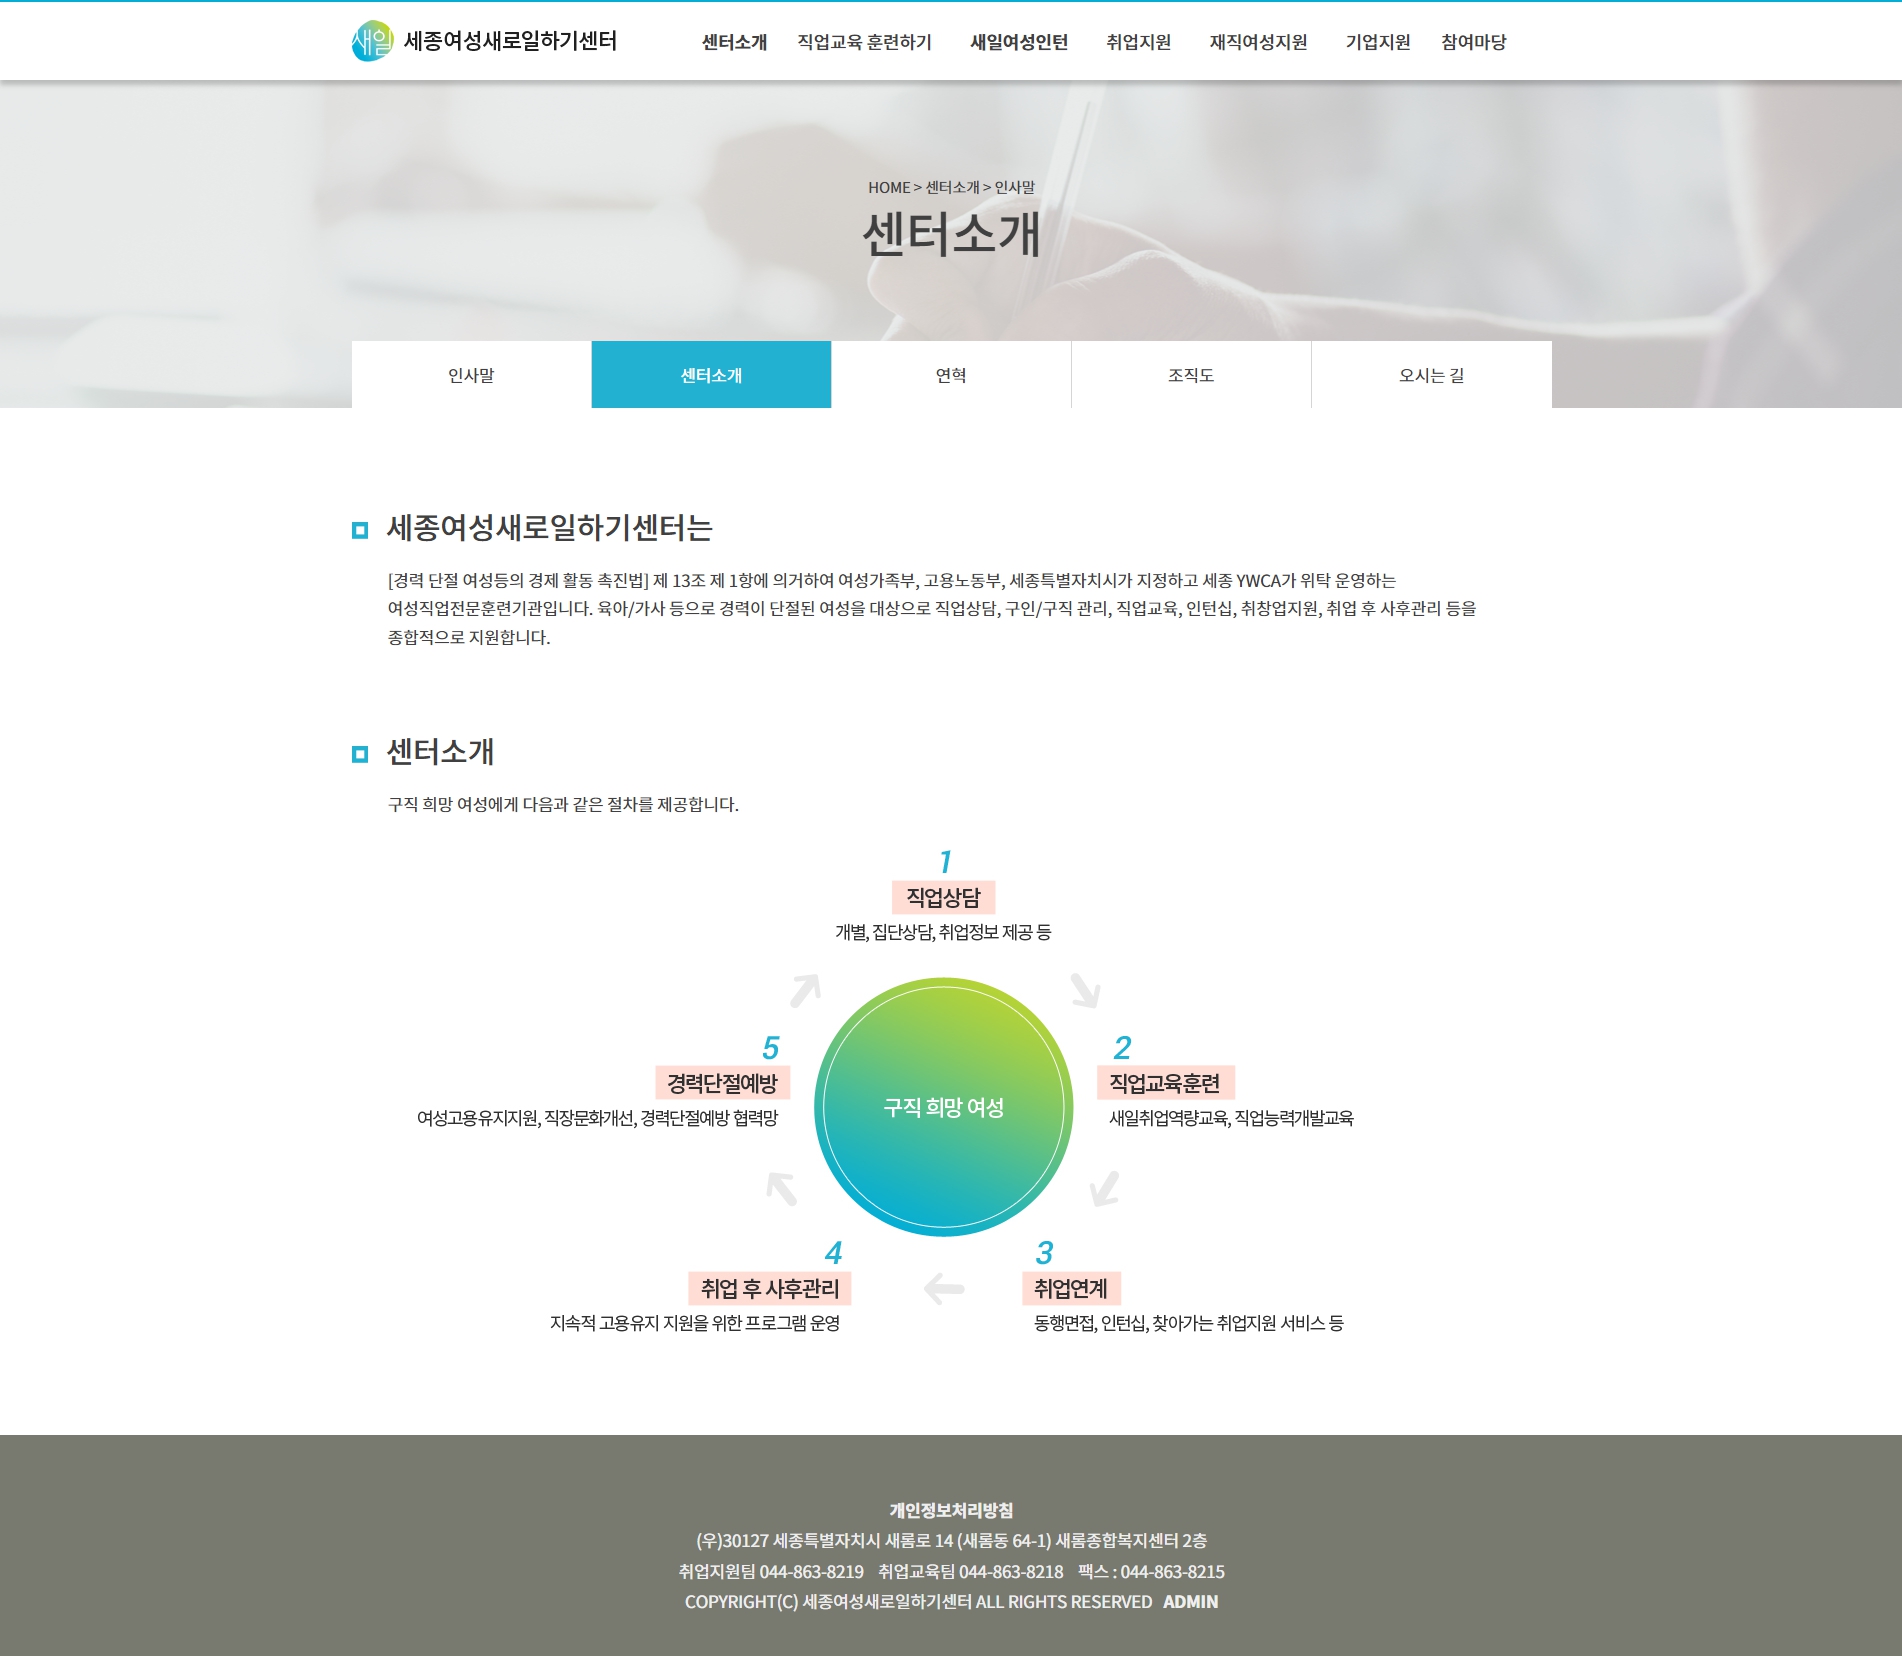 새일 세종여성새로일하기센터
센터소개 직업교육 훈련하기 새일여성인턴 취업지원 재직여성지원 기업지원 참여마당
HOME > 센터소개 > 인사말
센터소개
인사말 센터소개 연혁 조직도 오시는 길
세종여성새로일하기센터는
[경력 단절 여성등의 경제 활동 촉진법] 제 13조 제 1항에 의거하여 여성가족부, 고용노동부, 세종특별자치시가 지정하고 세종 YWCA가 위탁 운영하는
여성직업전문훈련기관입니다. 육아/가사 등으로 경력이 단절된 여성을 대상으로 직업상담, 구인/구직 관리, 직업교육, 인턴십, 취창업지원, 취업 후 사후관리 등을
종합적으로 지원합니다.
센터소개
구직 희망 여성에게 다음과 같은 절차를 제공합니다.
1
직업상담
개별, 집단상담, 취업정보 제공 등
2
직업교육훈련
새일취업역량교육, 직업능력개발교육
3
취업연계
동행면접, 인턴십, 찾아가는 취업지원 서비스 등
4
취업 후 사후관리
지속적 고용유지 지원을 위한 프로그램 운영
5
경력단절예방
여성고용유지지원, 직장문화개선, 경력단절예방 협력망
구직 희망 여성
개인정보처리방침
(우)30127 세종특별자치시 새롬로 14 (새롬동 64-1) 새롬종합복지센터 2층
취업지원팀 044-863-8219 취업교육팀 044-863-8218 팩스 : 044-863-8215
COPYRIGHT(C) 세종여성새로일하기센터 ALL RIGHTS RESERVED ADMIN